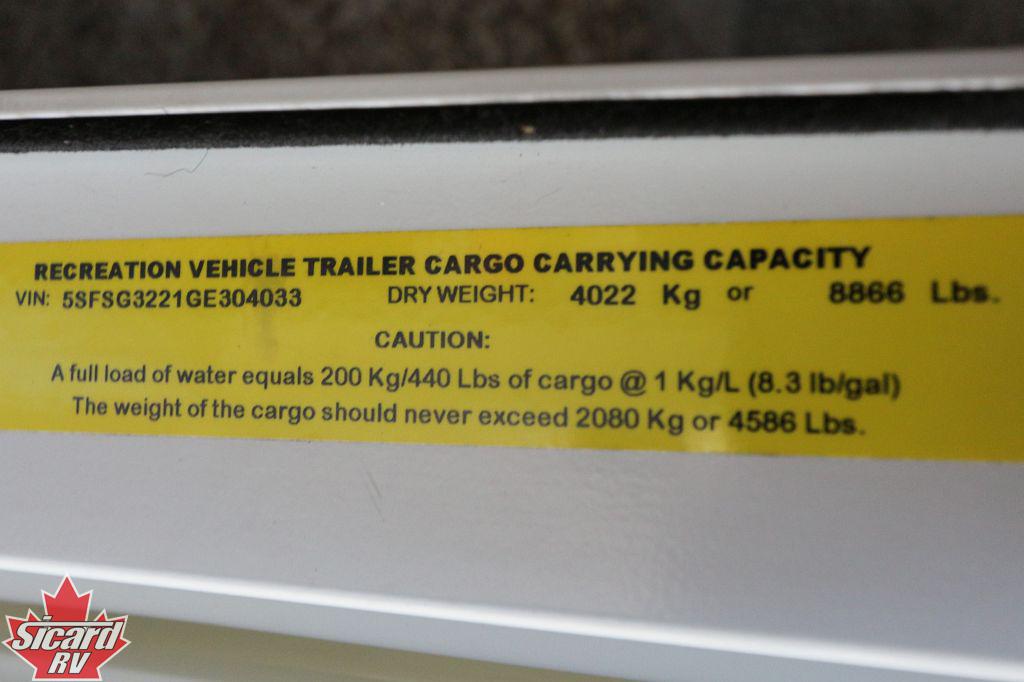 RECREATION VEHICLE TRAILER CARGO CARRYING CAPACITY
VIN: 5SFSG3221GE304033 DRY WEIGHT: 4022 Kg or 8866 Lbs.
CAUTION:
A full load of water equals 200 Kg/440 Lbs of cargo @ 1 Kg/L (8.3 lb/gal)
The weight of the cargo should never exceed 2080 Kg or 4586 Lbs.
Sicard
RV